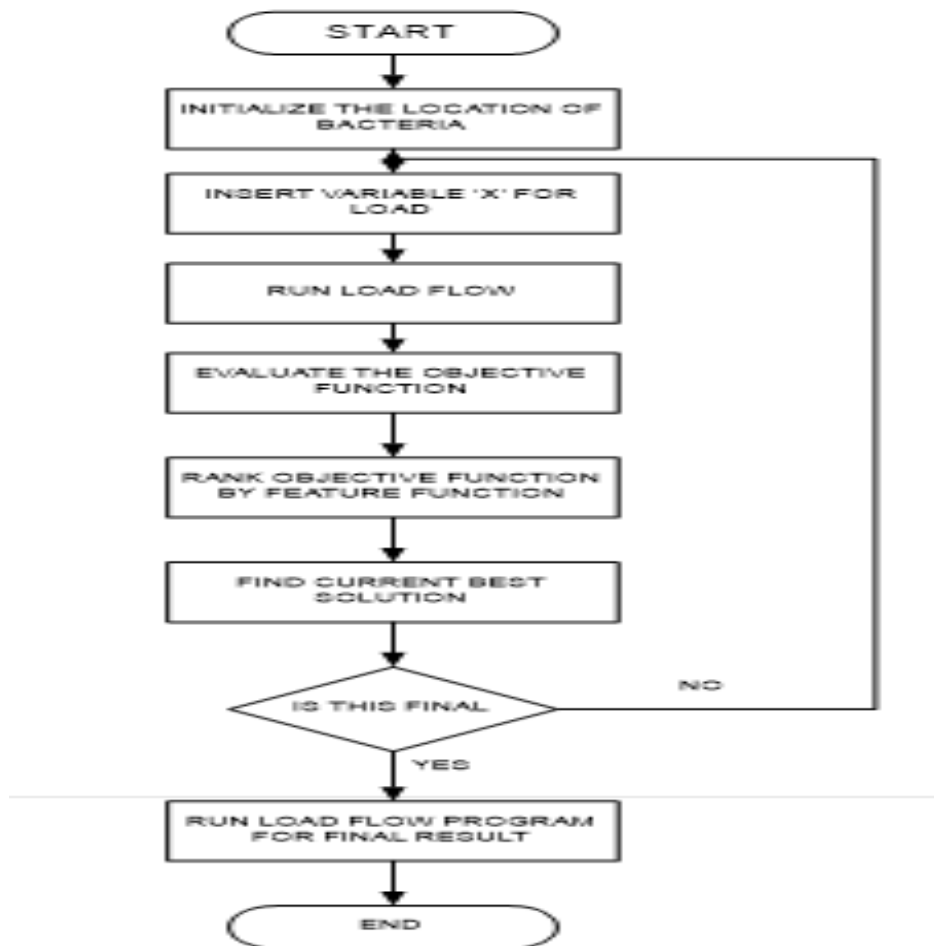 START
INITIALIZE THE LOCATION OF
BACTERIA
INSERT VARIABLE 'X' FOR
LOAD
RUN LOAD FLOW
EVALUATE THE OBJECTIVE
FUNCTION
RANK OBJECTIVE FUNCTION
BY FEATURE FUNCTION
FIND CURRENT BEST
SOLUTION
IS THIS FINAL
NO
YES
RUN LOAD FLOW PROGRAM
FOR FINAL RESULT
END